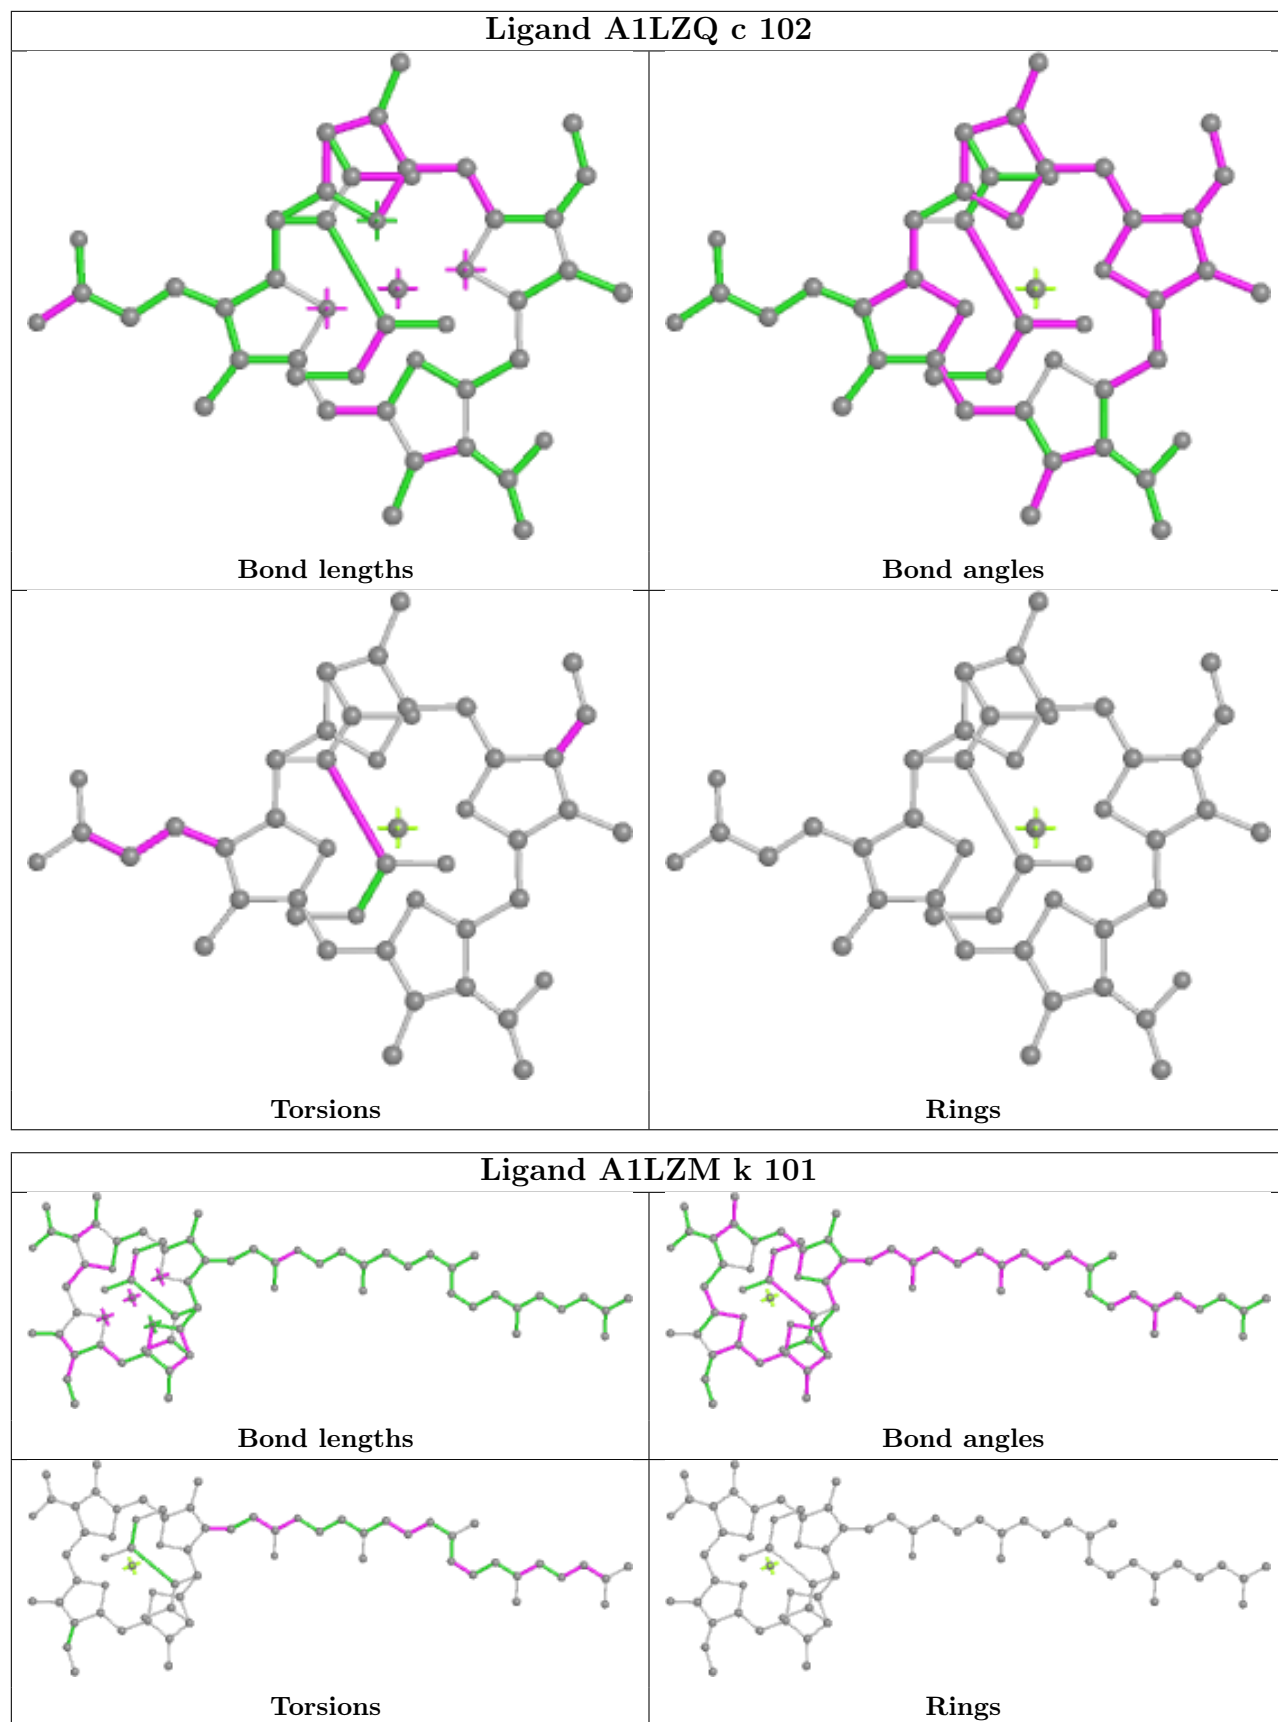 Ligand A1LZQ c 102
Bond lengths
Bond angles
Torsions
Rings
Ligand A1LZM k 101
Bond lengths
Bond angles
Torsions
Rings